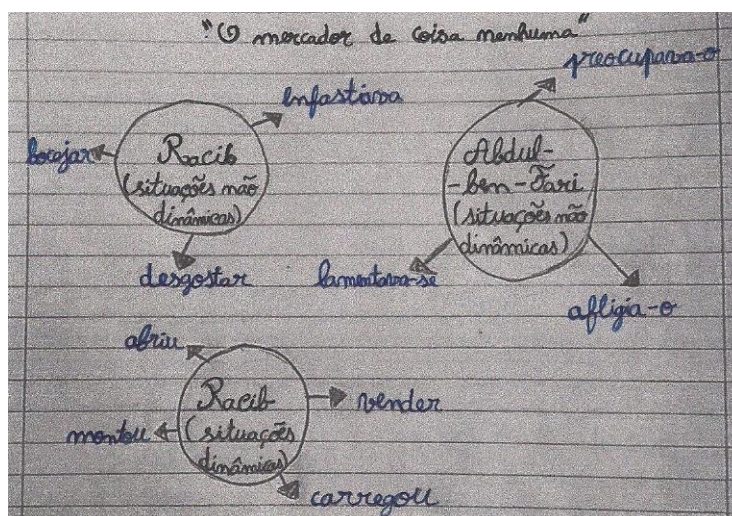 "O mercador de coisa nenhuma"
enfastiava
bocejar
Racib
(situações não
dinâmicas)
desgostar
preocupava-o
Abdul-
-ben-Fari
(situações não
dinâmicas)
lamentava-se
afligia-o
abriu
Racib
(situações
dinâmicas)
vender
montou
carregou